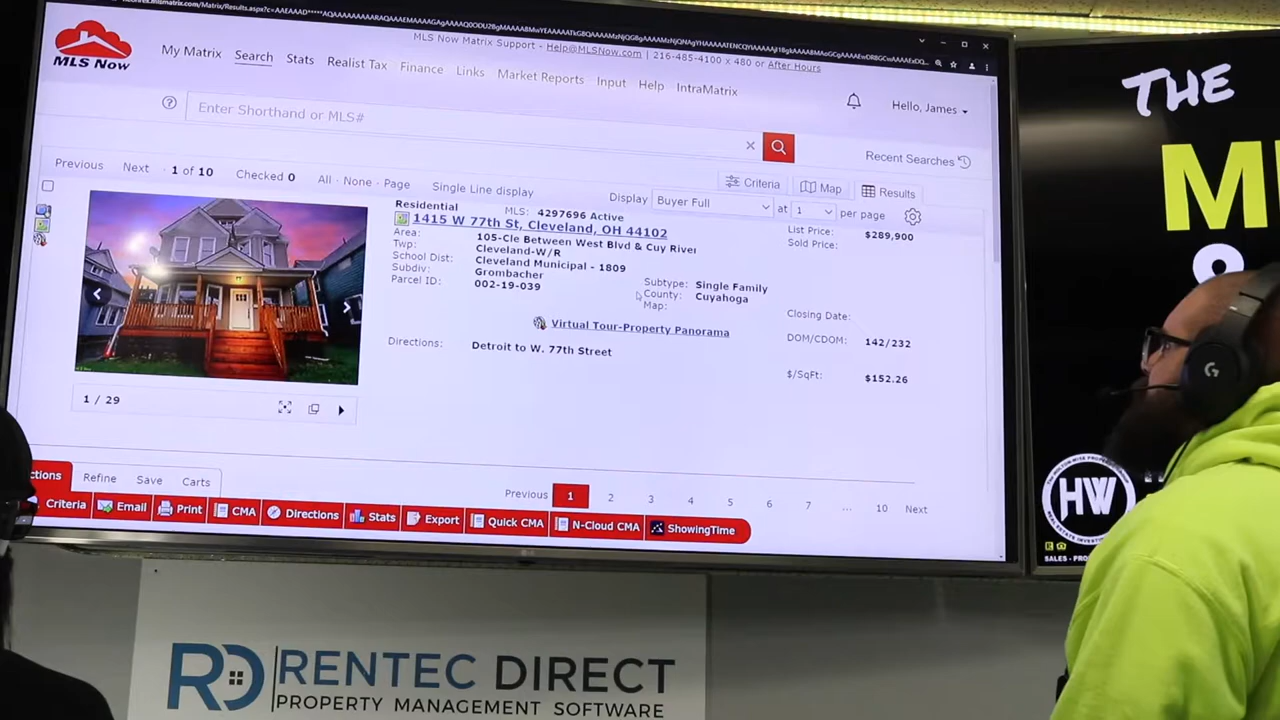 MLS Now Matrix Support - Help@MLSNow.com | 216-485-4100 x 480 or After Hours
MLS Now
My Matrix Search Stats Realist Tax Finance Links Market Reports Input Help IntraMatrix
Hello, James
Enter Shorthand or MLS#
Recent Searches
Previous Next · 1 of 10 Checked 0 All · None · Page Single Line display
Criteria Map Results
Display Buyer Full at 1 per page
Residential MLS: 4297696 Active
1415 W 77th St, Cleveland, OH 44102
List Price: $289,900
Sold Price:
Area: 105-Cle Between West Blvd & Cuy River
Twp: Cleveland-W/R
School Dist: Cleveland Municipal - 1809
Subdiv: Grombacher
Parcel ID: 002-19-039
Subtype: Single Family
County: Cuyahoga
Map:
Closing Date:
Virtual Tour-Property Panorama
DOM/CDOM: 142/232
Directions: Detroit to W. 77th Street
$/SqFt: $152.26
1 / 29
ctions Refine Save Carts
Previous 1 2 3 4 5 6 7 ... 10 Next
Criteria Email Print CMA Directions Stats Export Quick CMA N-Cloud CMA ShowingTime
LG
THE
M
&
HW
SALES - PRO
G
RD RENTEC DIRECT
PROPERTY MANAGEMENT SOFTWARE